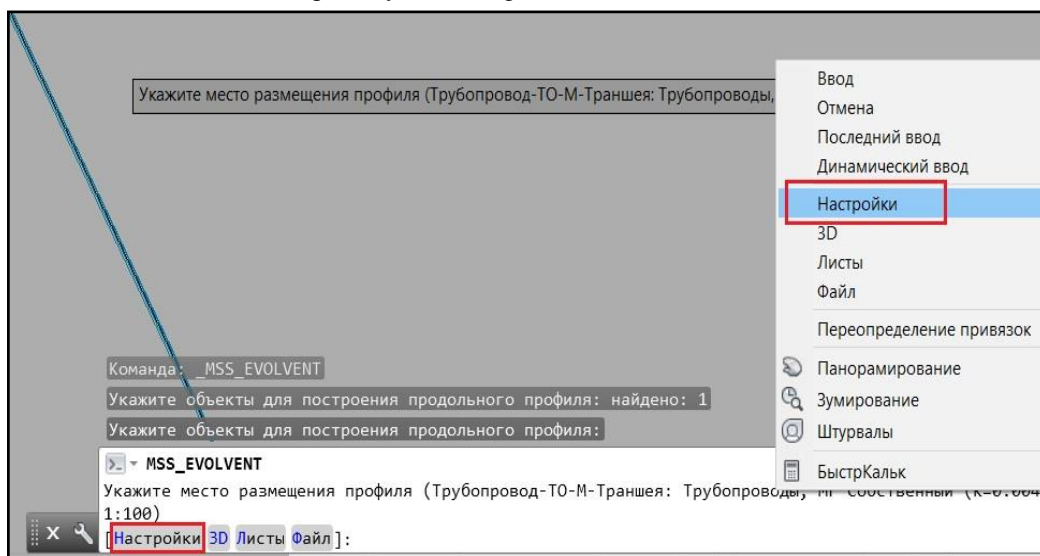 Укажите место размещения профиля (Трубопровод-ТО-М-Траншея: Трубопроводы,
Ввод
Отмена
Последний ввод
Динамический ввод
Настройки
3D
Листы
Файл
Переопределение привязок
Панорамирование
Зумирование
Штурвалы
БыстрКальк
Команда: _MSS_EVOLVENT
Укажите объекты для построения продольного профиля: найдено: 1
Укажите объекты для построения продольного профиля:
MSS_EVOLVENT
Укажите место размещения профиля (Трубопровод-ТО-М-Траншея: Трубопроводы, МГ Собственный (k=0.004
1:100)
[Настройки 3D Листы Файл]: